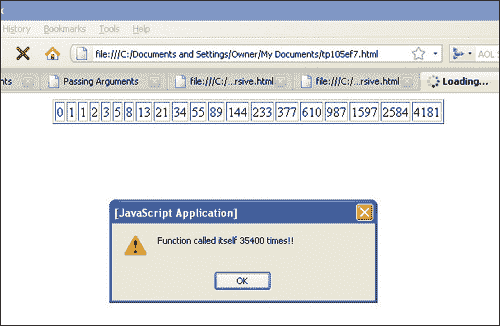 History Bookmarks Tools Help
file:///C:/Documents and Settings/Owner/My Documents/tp105ef7.html
AOL S
nts Passing Arguments file:///C:/...rsive.html file:///C:/...rsive.html Loading...
0 1 1 2 3 5 8 13 21 34 55 89 144 233 377 610 987 1597 2584 4181
[JavaScript Application]
Function called itself 35400 times!!
OK